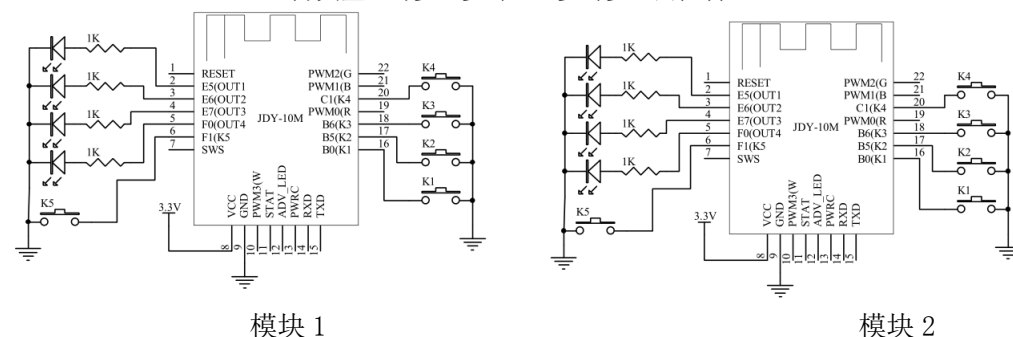 1K
1K
1K
1K
K5
3.3V
1
2
3
4
5
6
7
RESET
E5(OUT1
E6(OUT2
E7(OUT3
F0(OUT4
F1(K5
SWS
JDY-10M
PWM2(G
PWM1(B
C1(K4
PWM0(R
B6(K3
B5(K2
B0(K1
22
21
20
19
18
17
16
K4
K3
K2
K1
VCC
GND
PWM3(W
STAT
ADV_LED
PWRC
RXD
TXD
8
9
10
11
12
13
14
15
模块 1
1K
1K
1K
1K
K5
3.3V
1
2
3
4
5
6
7
RESET
E5(OUT1
E6(OUT2
E7(OUT3
F0(OUT4
F1(K5
SWS
JDY-10M
PWM2(G
PWM1(B
C1(K4
PWM0(R
B6(K3
B5(K2
B0(K1
22
21
20
19
18
17
16
K4
K3
K2
K1
VCC
GND
PWM3(W
STAT
ADV_LED
PWRC
RXD
TXD
8
9
10
11
12
13
14
15
模块 2